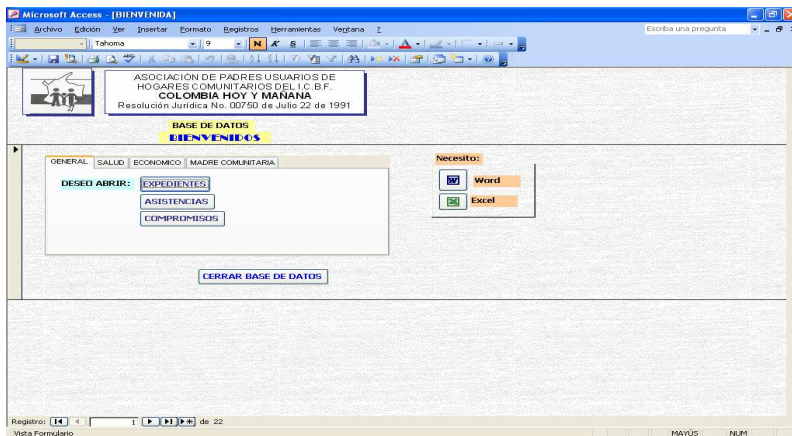 Microsoft Access - [BIENVENIDA]
Archivo Edición Ver Insertar Formato Registros Herramientas Ventana ?
Escriba una pregunta
Tahoma 9 N K S
ASOCIACIÓN DE PADRES USUARIOS DE
HOGARES COMUNITARIOS DEL I.C.B.F.
COLOMBIA HOY Y MAÑANA
Resolución Jurídica No. 00750 de Julio 22 de 1991
BASE DE DATOS
BIENVENIDOS
GENERAL SALUD ECONOMICO MADRE COMUNITARIA
DESEO ABRIR: EXPEDIENTES
ASISTENCIAS
COMPROMISOS
Necesito:
Word
Excel
CERRAR BASE DE DATOS
Registro: 1 de 22
Vista Formulario MAYÚS NUM